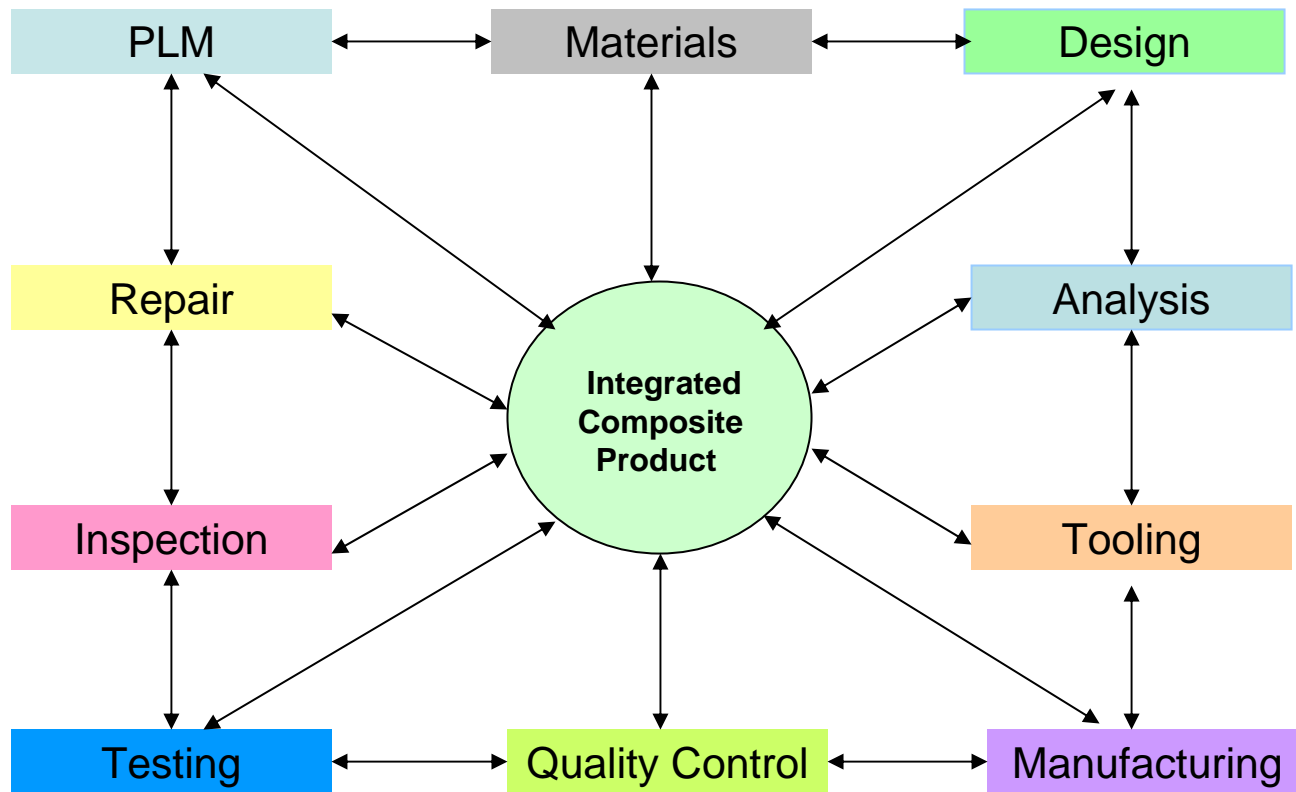 PLM
Materials
Design
Repair
Analysis
Integrated
Composite
Product
Inspection
Tooling
Testing
Quality Control
Manufacturing